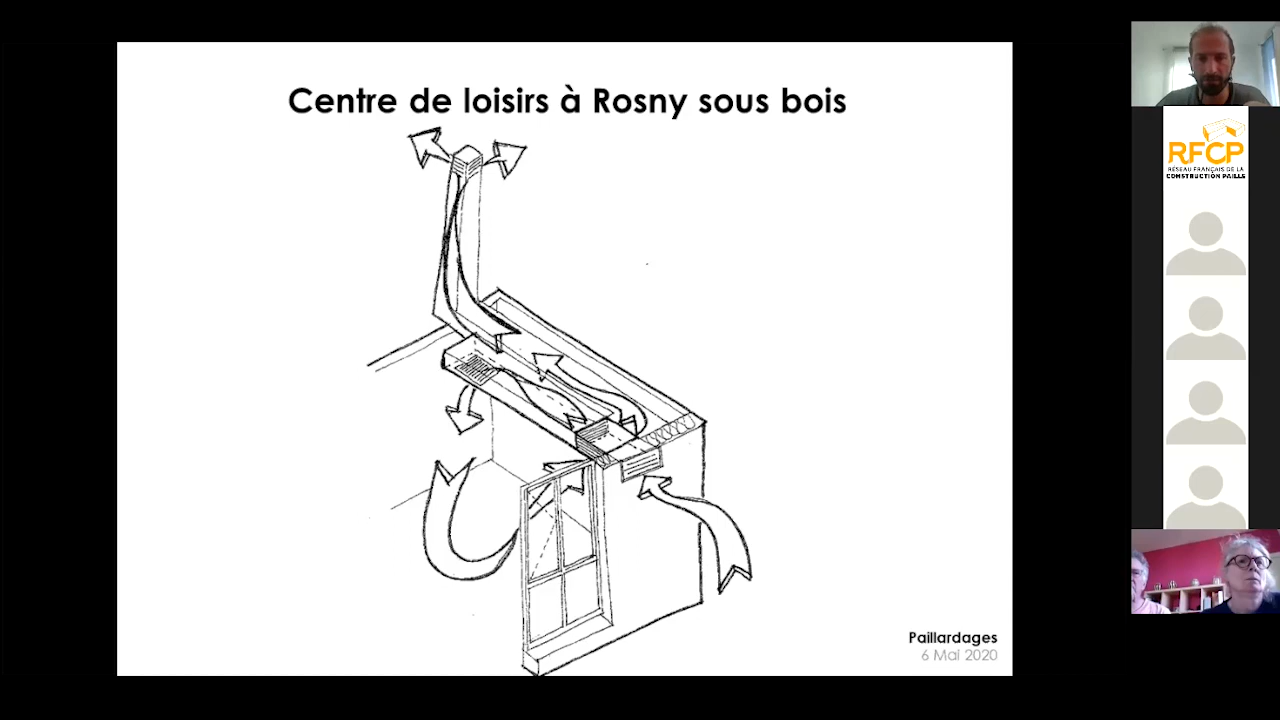 Centre de loisirs à Rosny sous bois
RFCP
RÉSEAU FRANÇAIS DE LA
CONSTRUCTION PAILLE
Paillardages
6 Mai 2020